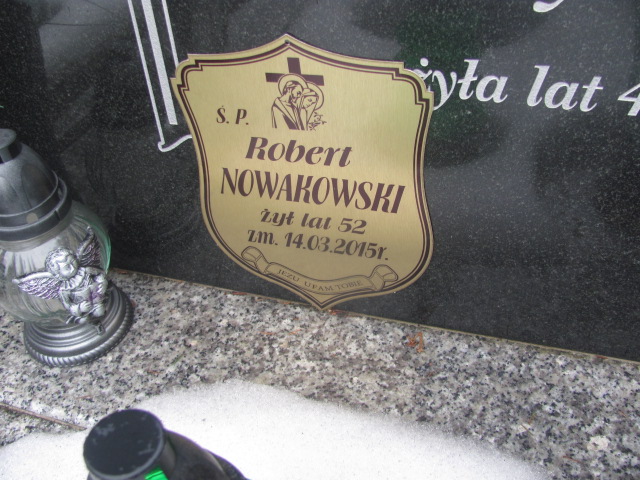 żyła lat 4
Ś. P.
Robert
NOWAKOWSKI
żył lat 52
zm. 14.03.2015r.
JEZU UFAM TOBIE